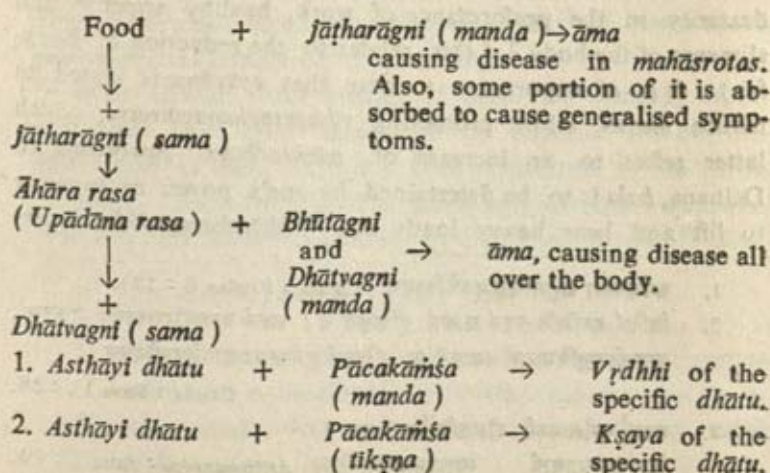 Food + jāṭharāgni ( manda ) → āma
causing disease in mahāsrotas.
↓ Also, some portion of it is ab-
+ sorbed to cause generalised symp-
jāṭharāgni ( sama ) toms.
↓
Āhāra rasa
( Upādāna rasa ) + Bhūtāgni
and → āma, causing disease all
↓ Dhātvagni over the body.
+ ( manda )
Dhātvagni ( sama )
1. Asthāyi dhātu + Pācakāṁśa → Vṛdhhi of the
( manda ) specific dhātu.
2. Asthāyi dhātu + Pācakāṁśa → Kṣaya of the
( tikṣṇa ) specific dhātu.